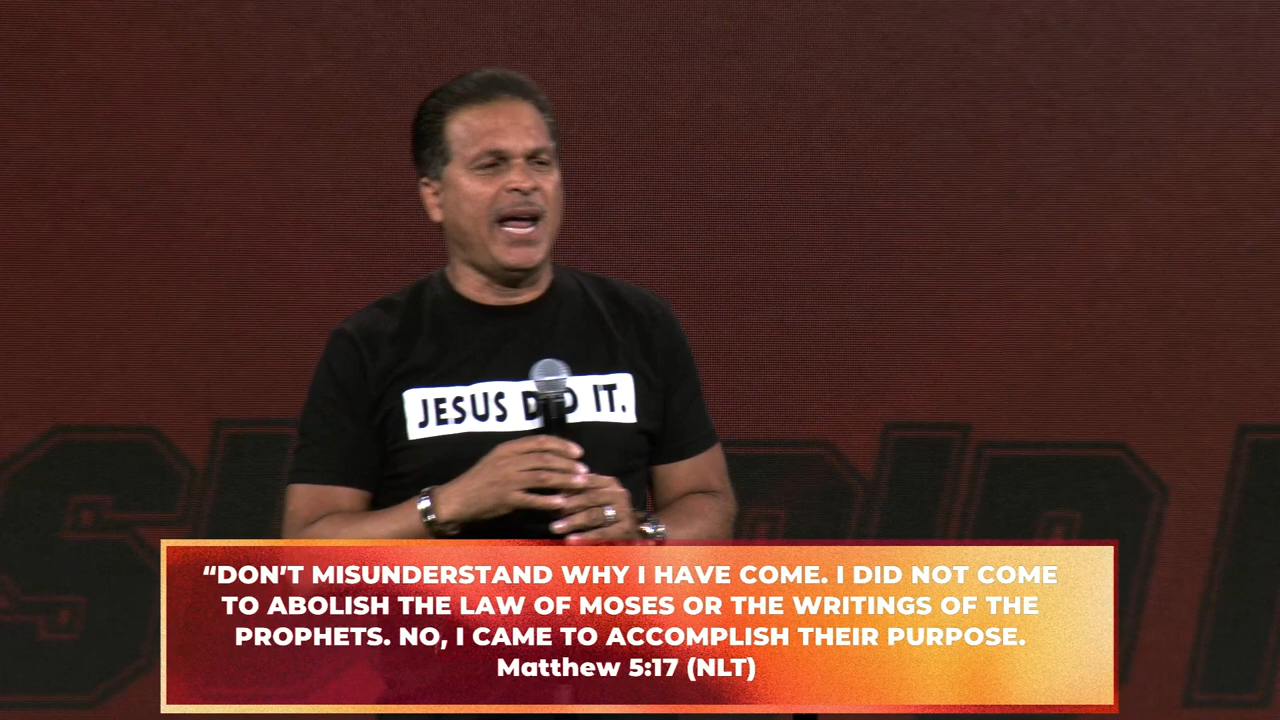 JESUS DID IT.
“DON’T MISUNDERSTAND WHY I HAVE COME. I DID NOT COME
TO ABOLISH THE LAW OF MOSES OR THE WRITINGS OF THE
PROPHETS. NO, I CAME TO ACCOMPLISH THEIR PURPOSE.
Matthew 5:17 (NLT)